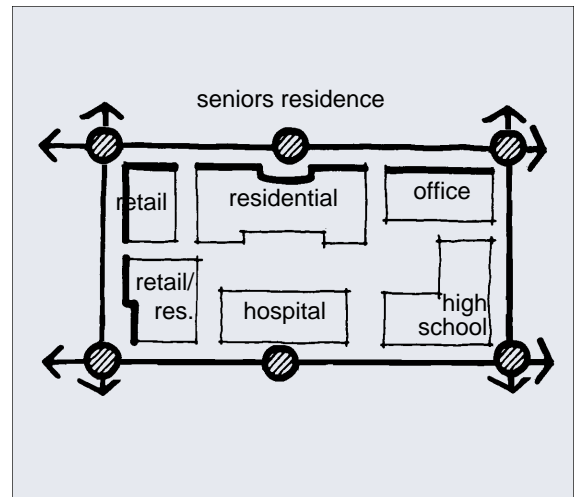 seniors residence
retail
residential
office
retail/
res.
hospital
high
school